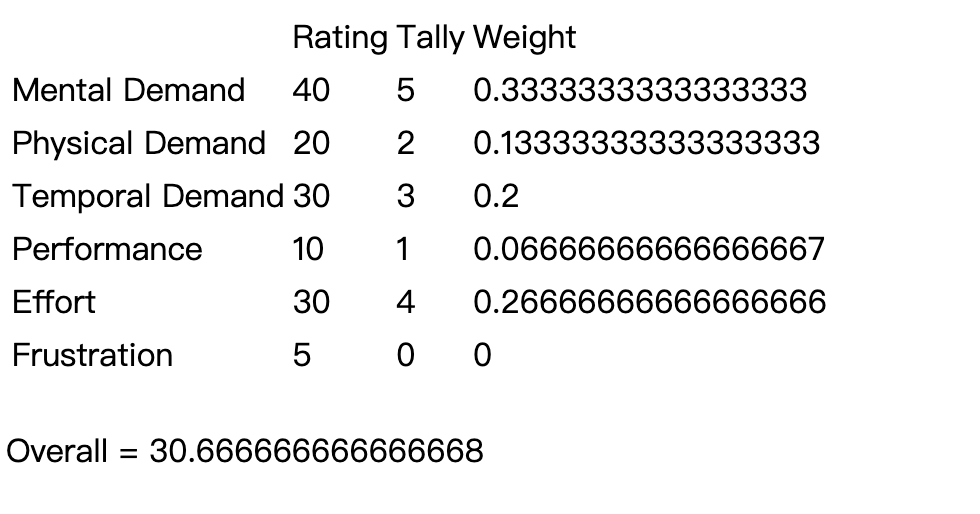 Rating Tally Weight
Mental Demand 40 5 0.3333333333333333
Physical Demand 20 2 0.13333333333333333
Temporal Demand 30 3 0.2
Performance 10 1 0.06666666666666667
Effort 30 4 0.26666666666666666
Frustration 5 0 0
Overall = 30.666666666666668